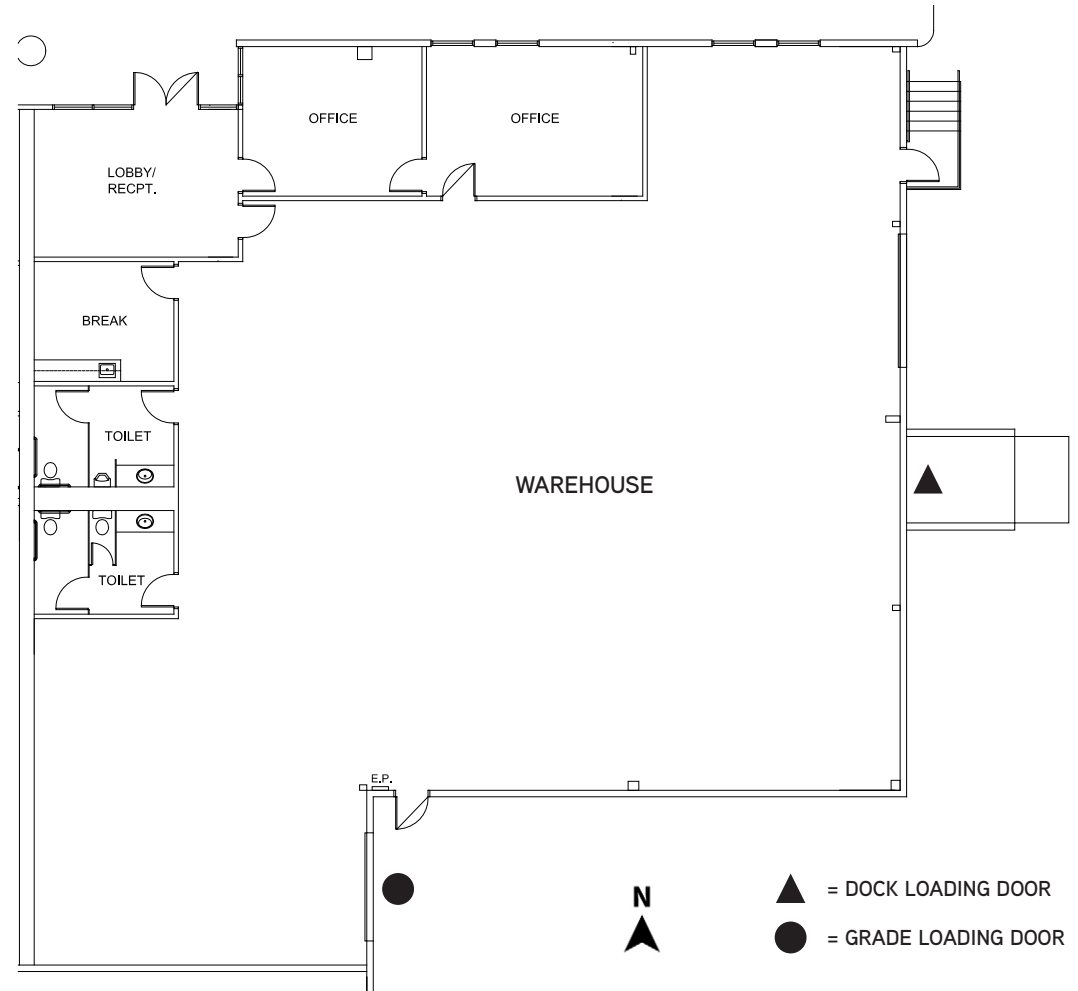 OFFICE
OFFICE
LOBBY/
RECPT.
BREAK
TOILET
WAREHOUSE
TOILET
E.P.
N
= DOCK LOADING DOOR
= GRADE LOADING DOOR